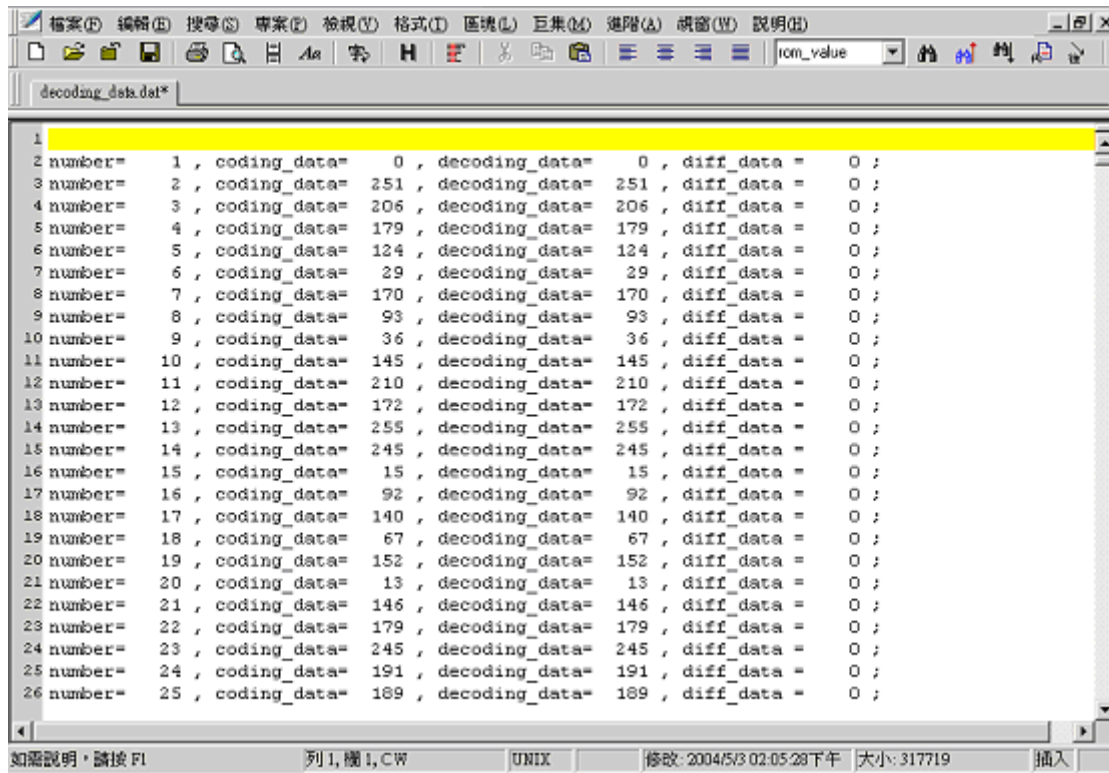 檔案(F) 編輯(E) 搜尋(S) 專案(P) 檢視(V) 格式(T) 區塊(L) 巨集(M) 進階(A) 視窗(W) 說明(H)
rom_value
decoding_data.dat*
1
2 number= 1 , coding_data= 0 , decoding_data= 0 , diff_data = 0 ;
3 number= 2 , coding_data= 251 , decoding_data= 251 , diff_data = 0 ;
4 number= 3 , coding_data= 206 , decoding_data= 206 , diff_data = 0 ;
5 number= 4 , coding_data= 179 , decoding_data= 179 , diff_data = 0 ;
6 number= 5 , coding_data= 124 , decoding_data= 124 , diff_data = 0 ;
7 number= 6 , coding_data= 29 , decoding_data= 29 , diff_data = 0 ;
8 number= 7 , coding_data= 170 , decoding_data= 170 , diff_data = 0 ;
9 number= 8 , coding_data= 93 , decoding_data= 93 , diff_data = 0 ;
10 number= 9 , coding_data= 36 , decoding_data= 36 , diff_data = 0 ;
11 number= 10 , coding_data= 145 , decoding_data= 145 , diff_data = 0 ;
12 number= 11 , coding_data= 210 , decoding_data= 210 , diff_data = 0 ;
13 number= 12 , coding_data= 172 , decoding_data= 172 , diff_data = 0 ;
14 number= 13 , coding_data= 255 , decoding_data= 255 , diff_data = 0 ;
15 number= 14 , coding_data= 245 , decoding_data= 245 , diff_data = 0 ;
16 number= 15 , coding_data= 15 , decoding_data= 15 , diff_data = 0 ;
17 number= 16 , coding_data= 92 , decoding_data= 92 , diff_data = 0 ;
18 number= 17 , coding_data= 140 , decoding_data= 140 , diff_data = 0 ;
19 number= 18 , coding_data= 67 , decoding_data= 67 , diff_data = 0 ;
20 number= 19 , coding_data= 152 , decoding_data= 152 , diff_data = 0 ;
21 number= 20 , coding_data= 13 , decoding_data= 13 , diff_data = 0 ;
22 number= 21 , coding_data= 146 , decoding_data= 146 , diff_data = 0 ;
23 number= 22 , coding_data= 179 , decoding_data= 179 , diff_data = 0 ;
24 number= 23 , coding_data= 245 , decoding_data= 245 , diff_data = 0 ;
25 number= 24 , coding_data= 191 , decoding_data= 191 , diff_data = 0 ;
26 number= 25 , coding_data= 189 , decoding_data= 189 , diff_data = 0 ;
如需說明，請按 F1 列 1, 欄 1, CW UNIX 修改: 2004/5/3 02:05:28下午 大小: 317719 插入